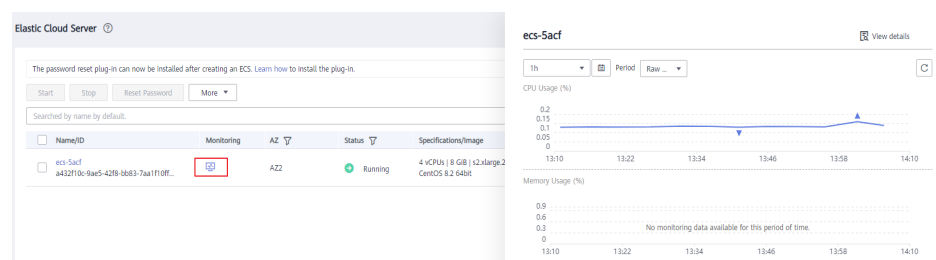 Elastic Cloud Server
The password reset plug-in can now be installed after creating an ECS. Learn how to install the plug-in.
Start Stop Reset Password More
Searched by name by default.
Name/ID Monitoring AZ Status Specifications/Image
ecs-5acf
a432f10c-9ae5-42f8-bb83-7aa1f10ff...
AZ2
Running
4 vCPUs | 8 GiB | s2.xlarge.2
CentOS 8.2 64bit
ecs-5acf
View details
1h Period Raw ...
CPU Usage (%)
0.2
0.15
0.1
0.05
0
13:10 13:22 13:34 13:46 13:58 14:10
Memory Usage (%)
0.9
0.6
0.3
0
No monitoring data available for this period of time.
13:10 13:22 13:34 13:46 13:58 14:10